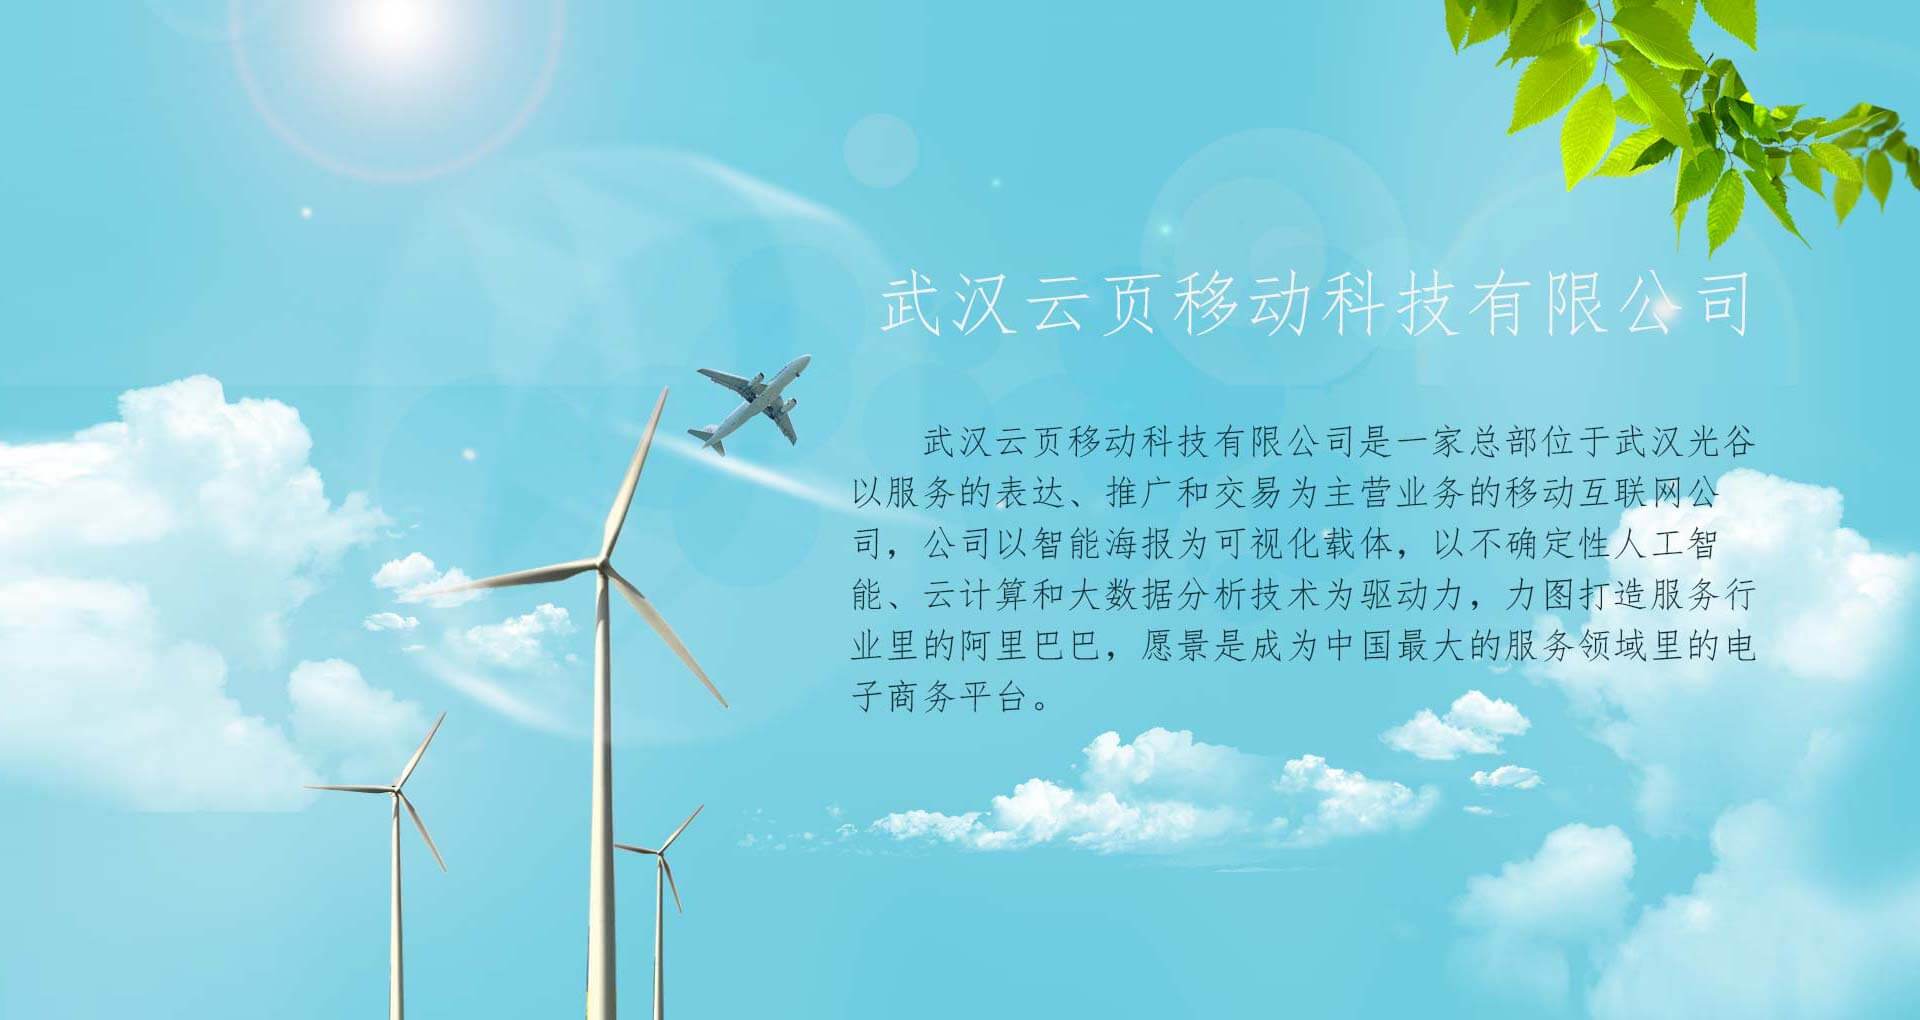 武汉云页移动科技有限公司
武汉云页移动科技有限公司是一家总部位于武汉光谷
以服务的表达、推广和交易为主营业务的移动互联网公
司，公司以智能海报为可视化载体，以不确定性人工智
能、云计算和大数据分析技术为驱动力，力图打造服务行
业里的阿里巴巴，愿景是成为中国最大的服务领域里的电
子商务平台。